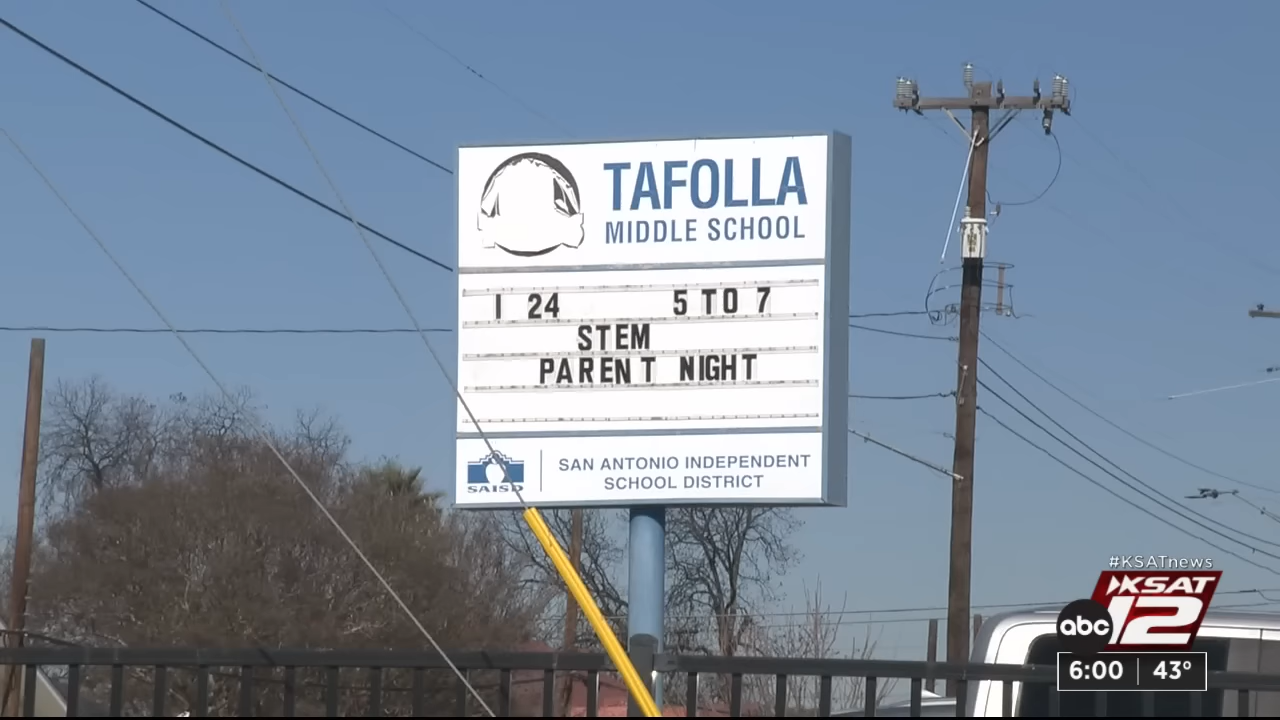 TAFOLLA
MIDDLE SCHOOL
I 24 5 TO 7
STEM
PARENT NIGHT
SAISD
SAN ANTONIO INDEPENDENT
SCHOOL DISTRICT
#KSATnews
KSAT
abc 12
6:00 43°